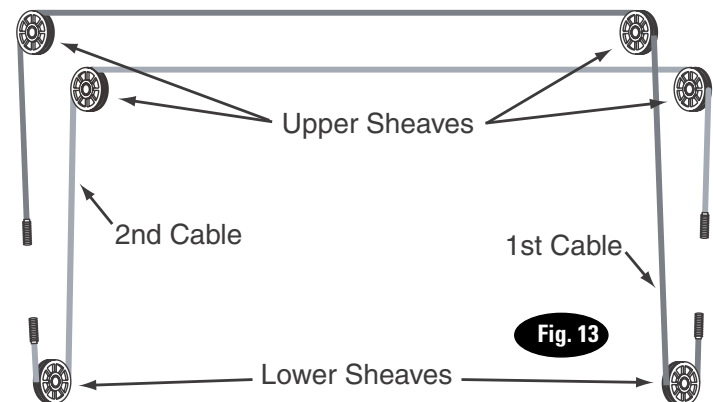 Upper Sheaves
2nd Cable
1st Cable
Fig. 13
Lower Sheaves